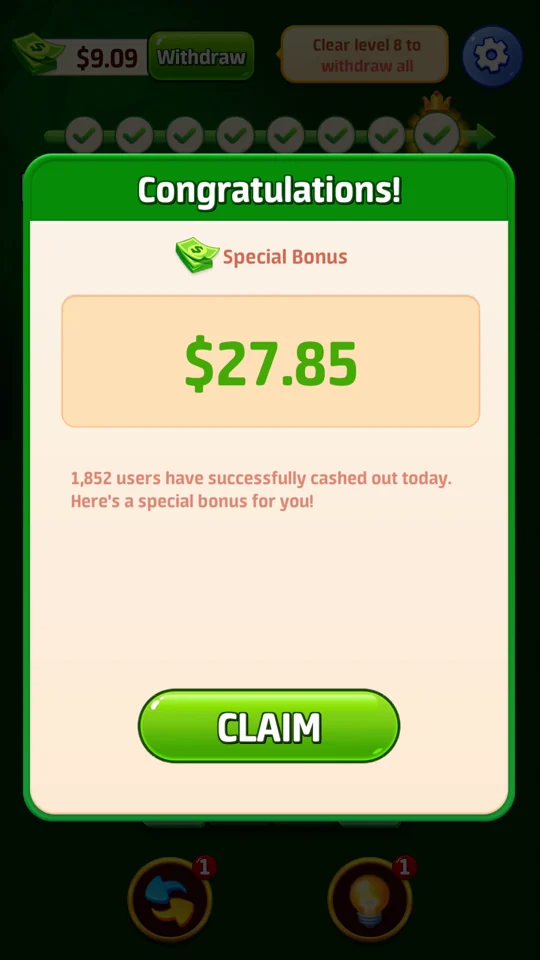 $9.09
Withdraw
Clear level 8 to
withdraw all
Congratulations!
Special Bonus
$27.85
1,852 users have successfully cashed out today.
Here's a special bonus for you!
CLAIM
1
1